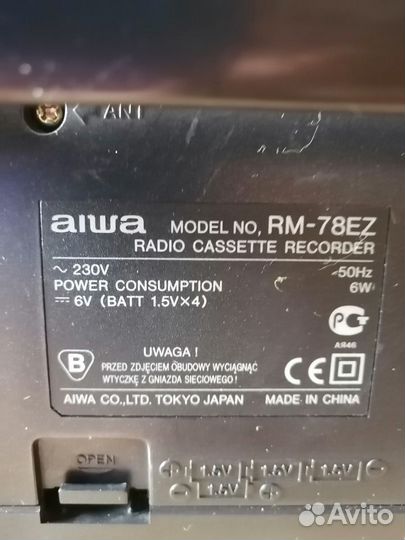 ANT
aiwa MODEL NO, RM-78EZ
RADIO CASSETTE RECORDER
~ 230V 50Hz
POWER CONSUMPTION 6W
⎓ 6V (BATT 1.5V×4)
РСТ
АЯ46
B
UWAGA !
PRZED ZDJĘCIEM OBUDOWY WYCIĄGNĄĆ
WTYCZKĘ Z GNIAZDA SIECIOWEGO !
CE
AIWA CO.,LTD. TOKYO JAPAN MADE IN CHINA
OPEN
⊕ 1.5V 1.5V 1.5V ⊖
⊖ 1.5V ⊕
Avito